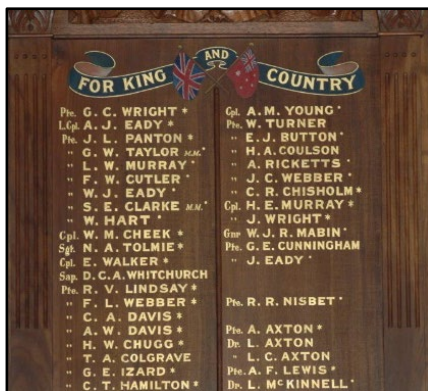 FOR KING AND COUNTRY
Pte. G. C. WRIGHT *
L.Cpl. A. J. EADY *
Pte. J. L. PANTON *
" G. W. TAYLOR M.M. *
" L. W. MURRAY *
" F. W. CUTLER *
" W. J. EADY *
" S. E. CLARKE M.M. *
" W. HART *
Cpl. W. M. CHEEK *
Sgt. N. A. TOLMIE *
Cpl. E. WALKER *
Sap. D. C. A. WHITCHURCH
Pte. R. V. LINDSAY *
" F. L. WEBBER *
" C. A. DAVIS *
" A. W. DAVIS *
" H. W. CHUGG *
" T. A. COLGRAVE
" G. E. IZARD *
" C. T. HAMILTON *
Cpl. A. M. YOUNG *
Pte. W. TURNER
" E. J. BUTTON *
" H. A. COULSON
" A. RICKETTS *
" J. C. WEBBER *
" C. R. CHISHOLM *
Cpl. H. E. MURRAY *
" J. WRIGHT *
Gnr W. J. R. MABIN *
Pte. G. E. CUNNINGHAM
" J. EADY *
Pte. R. R. NISBET *
Pte. A. AXTON *
Dr. L. AXTON
" L. C. AXTON
Pte. A. F. LEWIS *
Dr. L. McKINNELL *